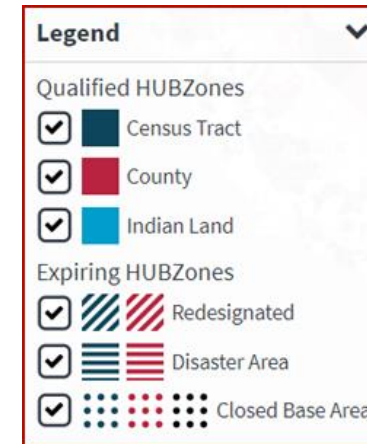 Legend
Qualified HUBZones
Census Tract
County
Indian Land
Expiring HUBZones
Redesignated
Disaster Area
Closed Base Area